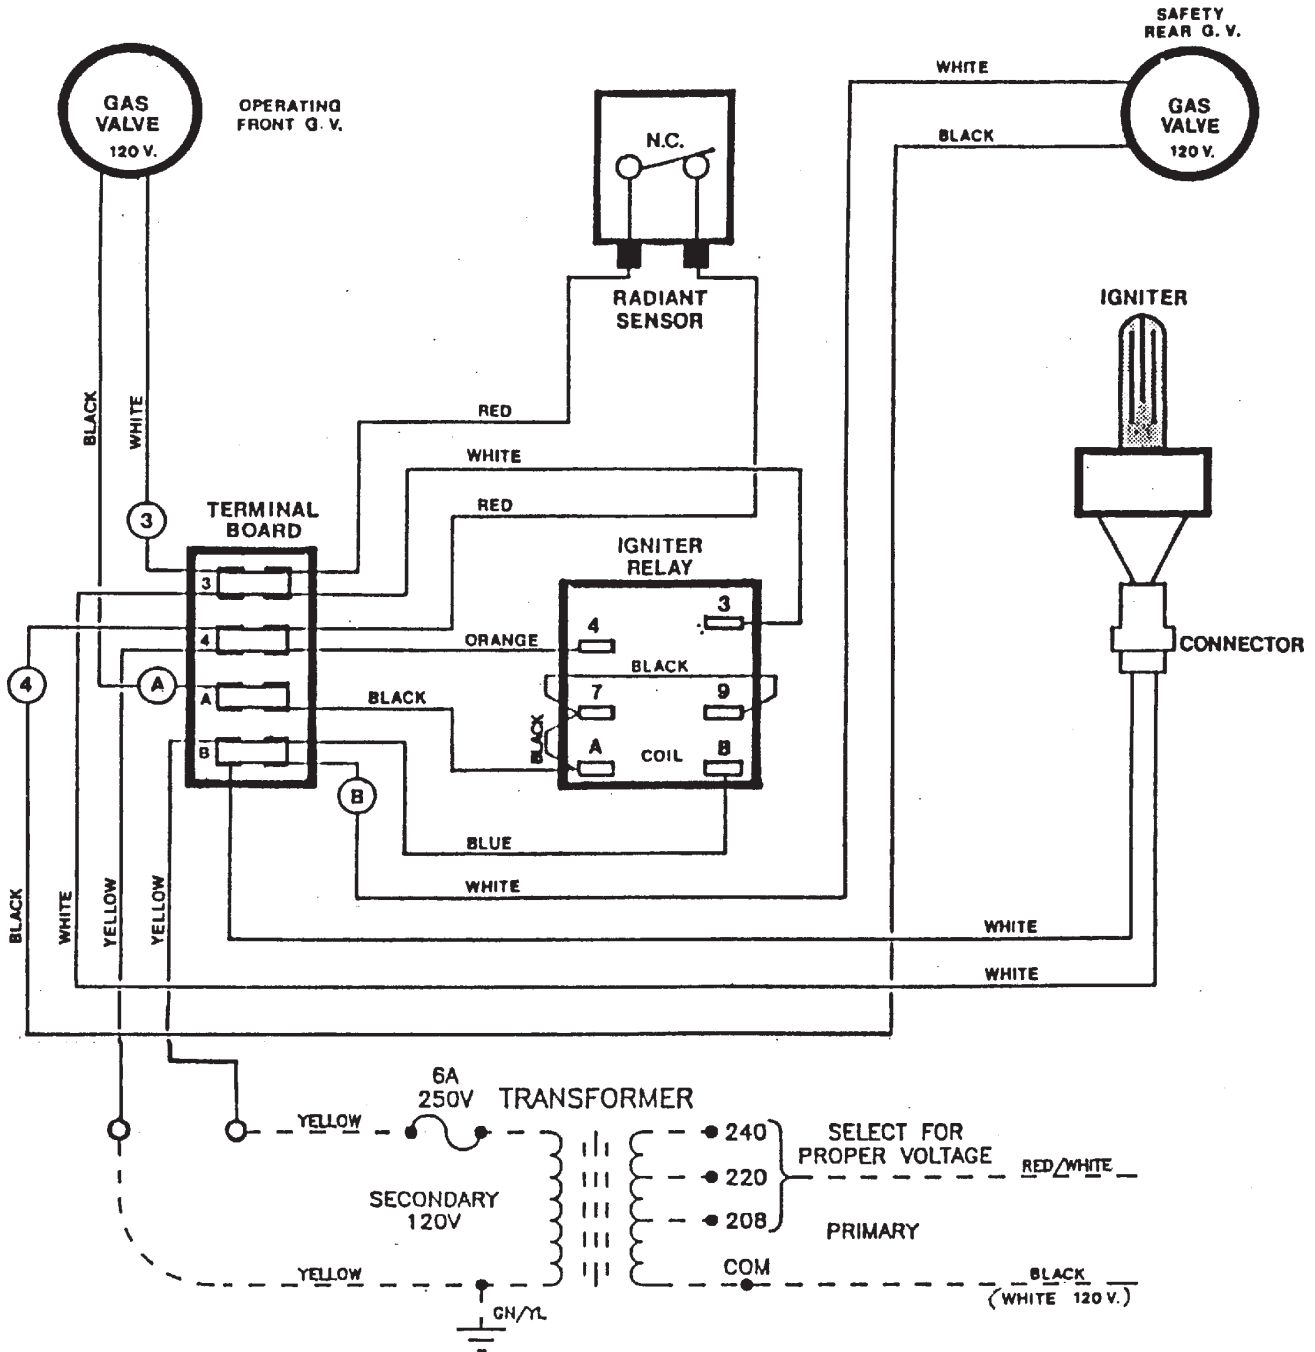 SAFETY
REAR G. V.
GAS
VALVE
120 V.
OPERATING
FRONT G. V.
WHITE
BLACK
GAS
VALVE
120 V.
N.C.
RADIANT
SENSOR
IGNITER
BLACK
WHITE
RED
WHITE
RED
3
TERMINAL
BOARD
IGNITER
RELAY
3
4
A
B
4
A
B
ORANGE
BLACK
4
3
BLACK
7
9
BLACK
A
COIL
B
CONNECTOR
BLUE
WHITE
WHITE
WHITE
BLACK
WHITE
YELLOW
YELLOW
6A
250V
TRANSFORMER
YELLOW
SECONDARY
120V
YELLOW
GN/YL
240
220
208
COM
SELECT FOR
PROPER VOLTAGE
RED/WHITE
PRIMARY
BLACK
(WHITE 120 V.)